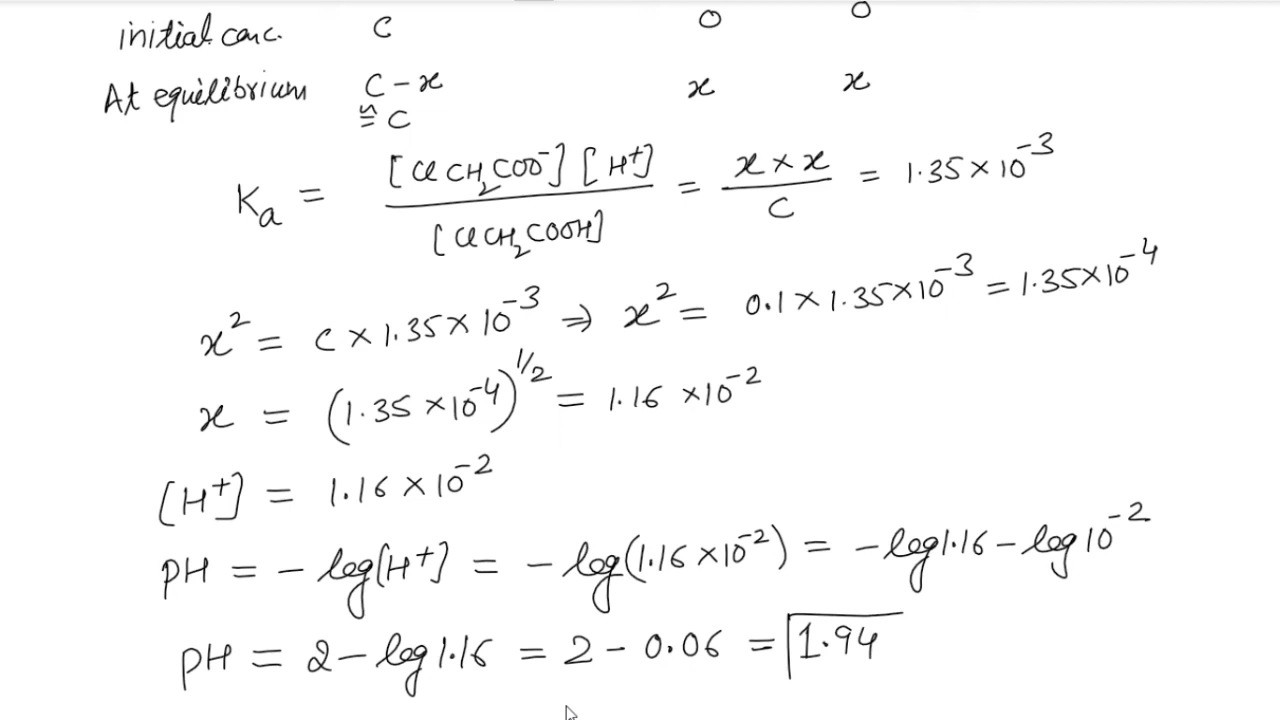 initial conc. C 0 0
At equilibrium C - x x x
≅ C
Ka = [ClCH₂COO⁻] [H⁺] / [ClCH₂COOH] = x × x / C = 1.35 × 10⁻³
x² = C × 1.35 × 10⁻³ ⇒ x² = 0.1 × 1.35 × 10⁻³ = 1.35 × 10⁻⁴
x = (1.35 × 10⁻⁴)^1/2 = 1.16 × 10⁻²
[H⁺] = 1.16 × 10⁻²
PH = - log[H⁺] = - log(1.16 × 10⁻²) = - log 1.16 - log 10⁻²
PH = 2 - log 1.16 = 2 - 0.06 = 1.94